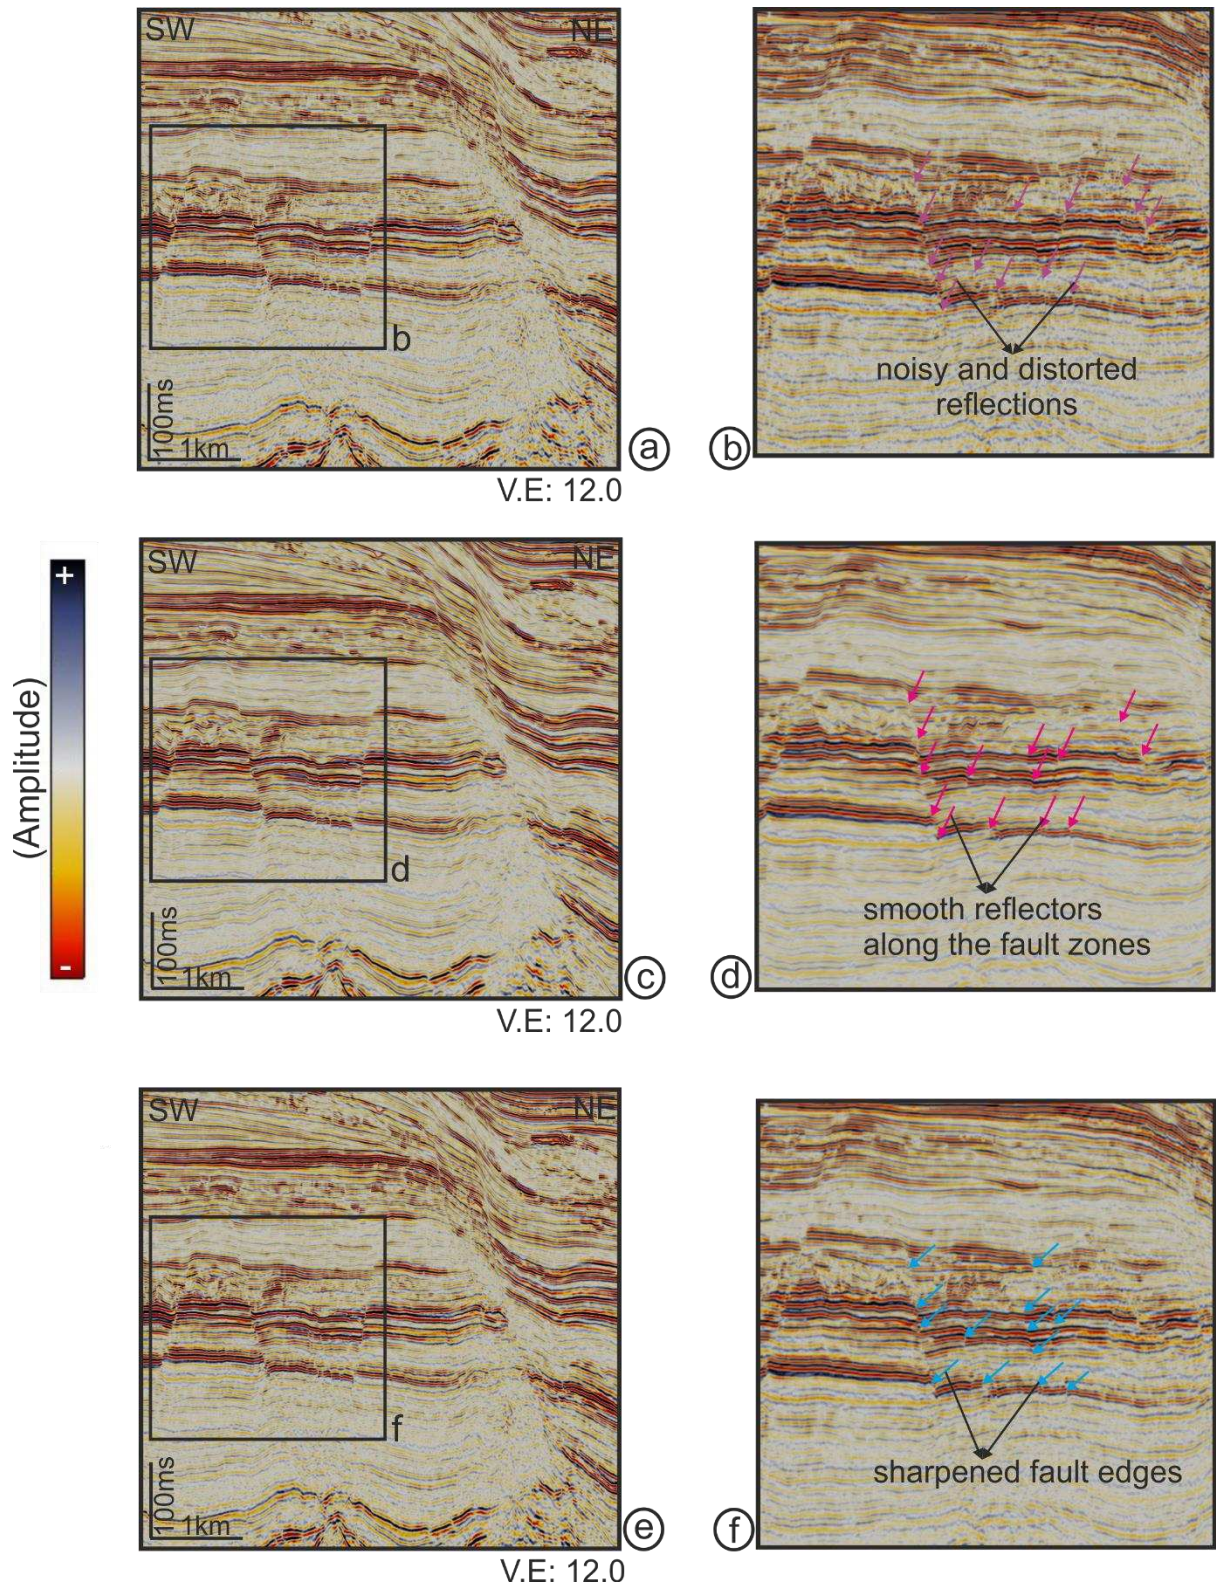 SW
NE
b
100ms
1km
a
V.E: 12.0
noisy and distorted
reflections
b
+
(Amplitude)
-
SW
NE
d
100ms
1km
c
V.E: 12.0
smooth reflectors
along the fault zones
d
SW
NE
f
100ms
1km
e
V.E: 12.0
sharpened fault edges
f